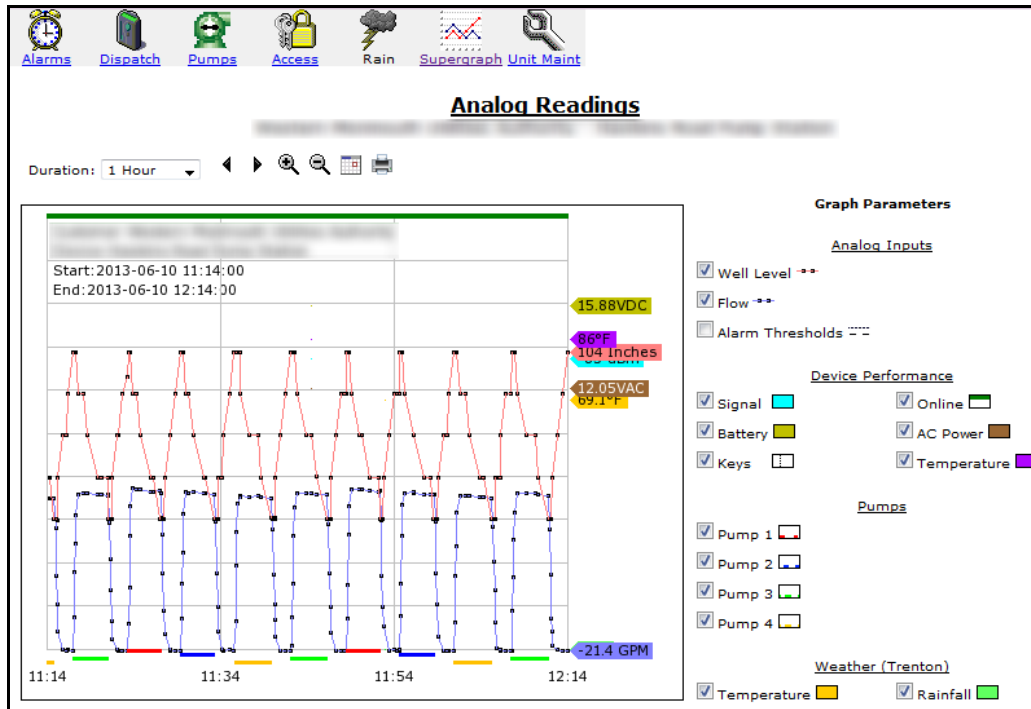 Alarms Dispatch Pumps Access Rain Supergraph Unit Maint
Analog Readings
Duration: 1 Hour
Start:2013-06-10 11:14:00
End:2013-06-10 12:14:00
15.88VDC
86°F
104 Inches
dBm
12.05VAC
69.1°F
-21.4 GPM
11:14 11:34 11:54 12:14
Graph Parameters
Analog Inputs
Well Level
Flow
Alarm Thresholds
Device Performance
Signal Online
Battery AC Power
Keys Temperature
Pumps
Pump 1
Pump 2
Pump 3
Pump 4
Weather (Trenton)
Temperature Rainfall